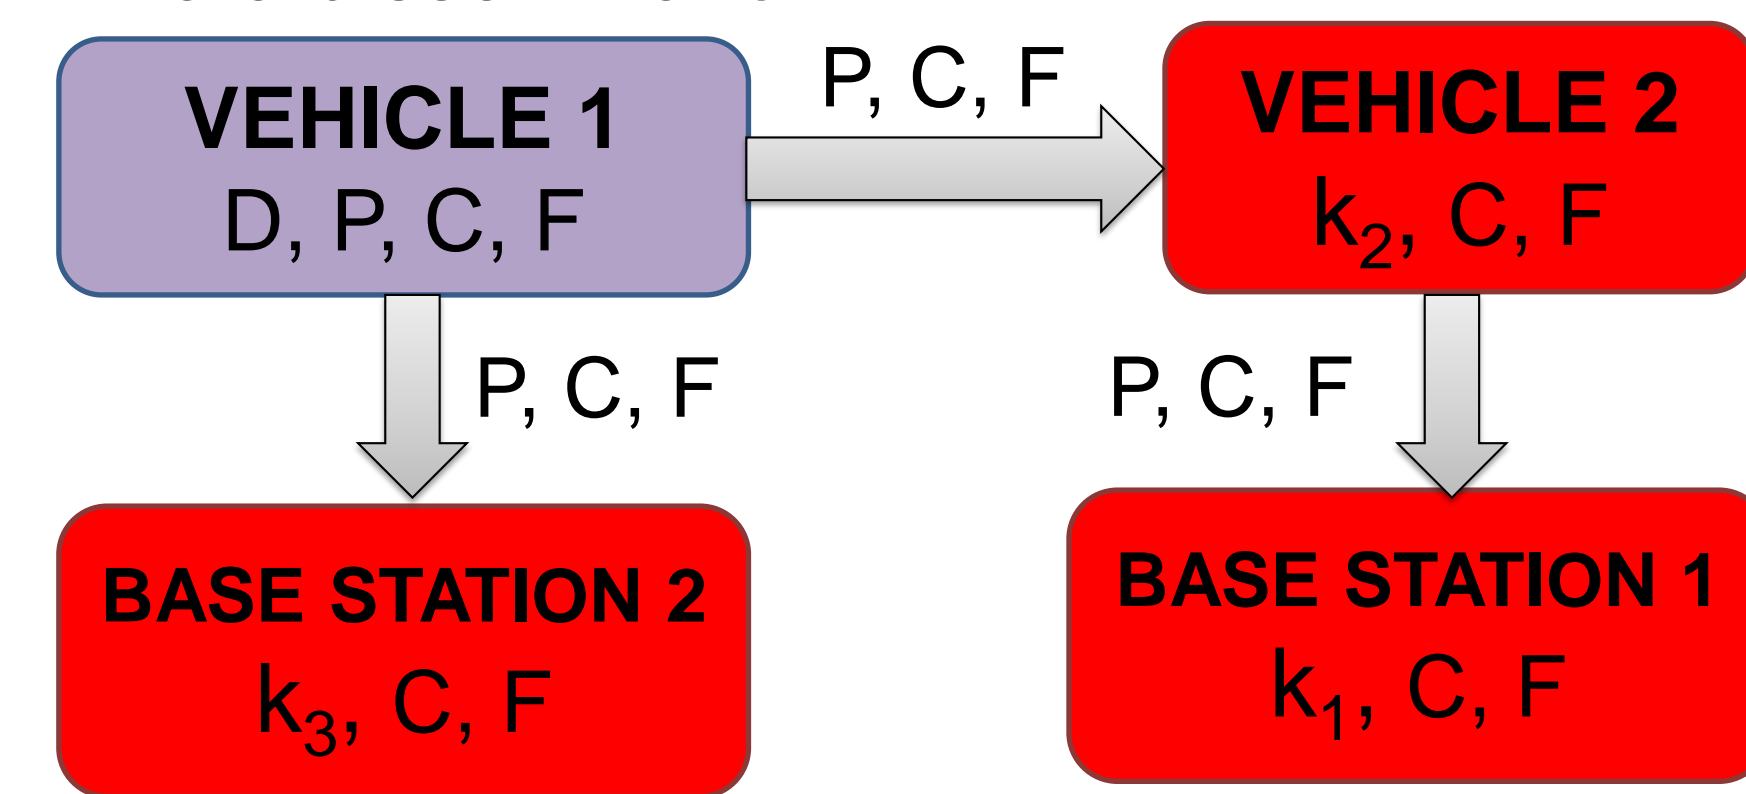 VEHICLE 1
D, P, C, F
P, C, F
VEHICLE 2
k₂, C, F
P, C, F
P, C, F
BASE STATION 2
k₃, C, F
BASE STATION 1
k₁, C, F